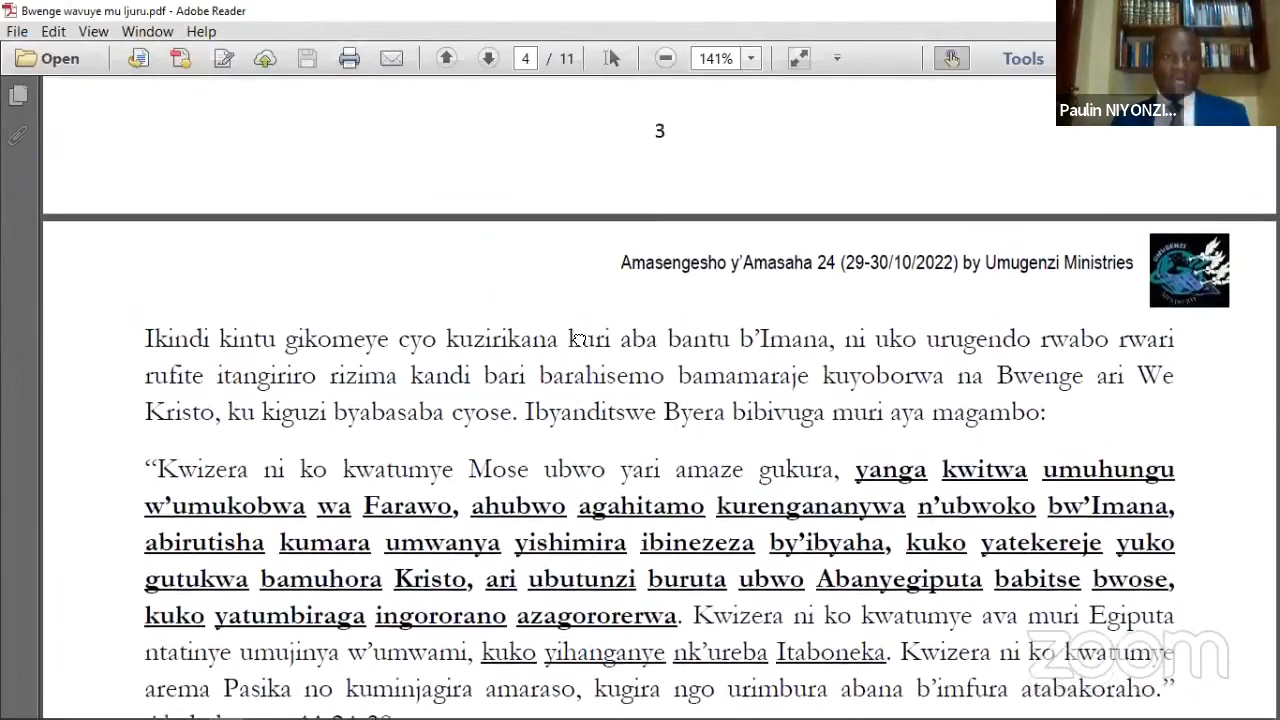 Bwenge wavuye mu Ijuru.pdf - Adobe Reader
File Edit View Window Help
Open 4 / 11 141% Tools
Paulin NIYONZI...
3
Amasengesho y'Amasaha 24 (29-30/10/2022) by Umugenzi Ministries
UMUGENZI
MINISTRIES
Ikindi kintu gikomeye cyo kuzirikana kuri aba bantu b'Imana, ni uko urugendo rwabo rwari
rufite itangiriro rizima kandi bari barahisemo bamamaraje kuyoborwa na Bwenge ari We
Kristo, ku kiguzi byabasaba cyose. Ibyanditswe Byera bibivuga muri aya magambo:
“Kwizera ni ko kwatumye Mose ubwo yari amaze gukura, yanga kwitwa umuhungu
w'umukobwa wa Farawo, ahubwo agahitamo kurengananywa n'ubwoko bw'Imana,
abirutisha kumara umwanya yishimira ibinezeza by'ibyaha, kuko yatekereje yuko
gutukwa bamuhora Kristo, ari ubutunzi buruta ubwo Abanyegiputa babitse bwose,
kuko yatumbiraga ingororano azagororerwa. Kwizera ni ko kwatumye ava muri Egiputa
ntatinye umujinya w'umwami, kuko yihanganye nk'ureba Itaboneka. Kwizera ni ko kwatumye
arema Pasika no kuminjagira amaraso, kugira ngo urimbura abana b'imfura atabakoraho.”
zoom